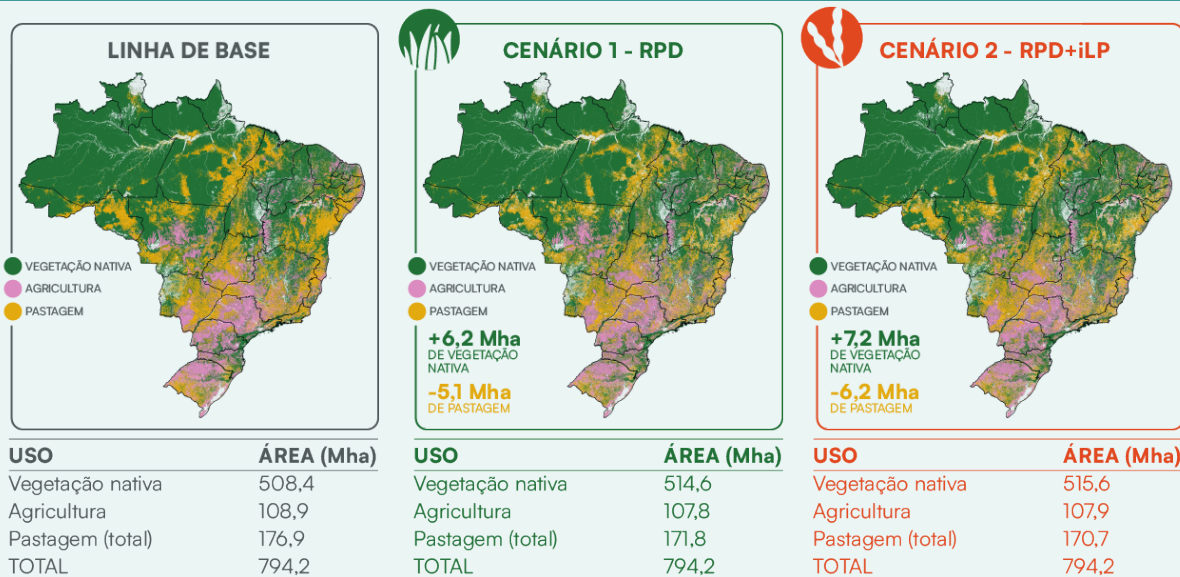 LINHA DE BASE
VEGETAÇÃO NATIVA
AGRICULTURA
PASTAGEM
USO ÁREA (Mha)
Vegetação nativa 508,4
Agricultura 108,9
Pastagem (total) 176,9
TOTAL 794,2
CENÁRIO 1 - RPD
VEGETAÇÃO NATIVA
AGRICULTURA
PASTAGEM
+6,2 Mha
DE VEGETAÇÃO
NATIVA
-5,1 Mha
DE PASTAGEM
USO ÁREA (Mha)
Vegetação nativa 514,6
Agricultura 107,8
Pastagem (total) 171,8
TOTAL 794,2
CENÁRIO 2 - RPD+iLP
VEGETAÇÃO NATIVA
AGRICULTURA
PASTAGEM
+7,2 Mha
DE VEGETAÇÃO
NATIVA
-6,2 Mha
DE PASTAGEM
USO ÁREA (Mha)
Vegetação nativa 515,6
Agricultura 107,9
Pastagem (total) 170,7
TOTAL 794,2